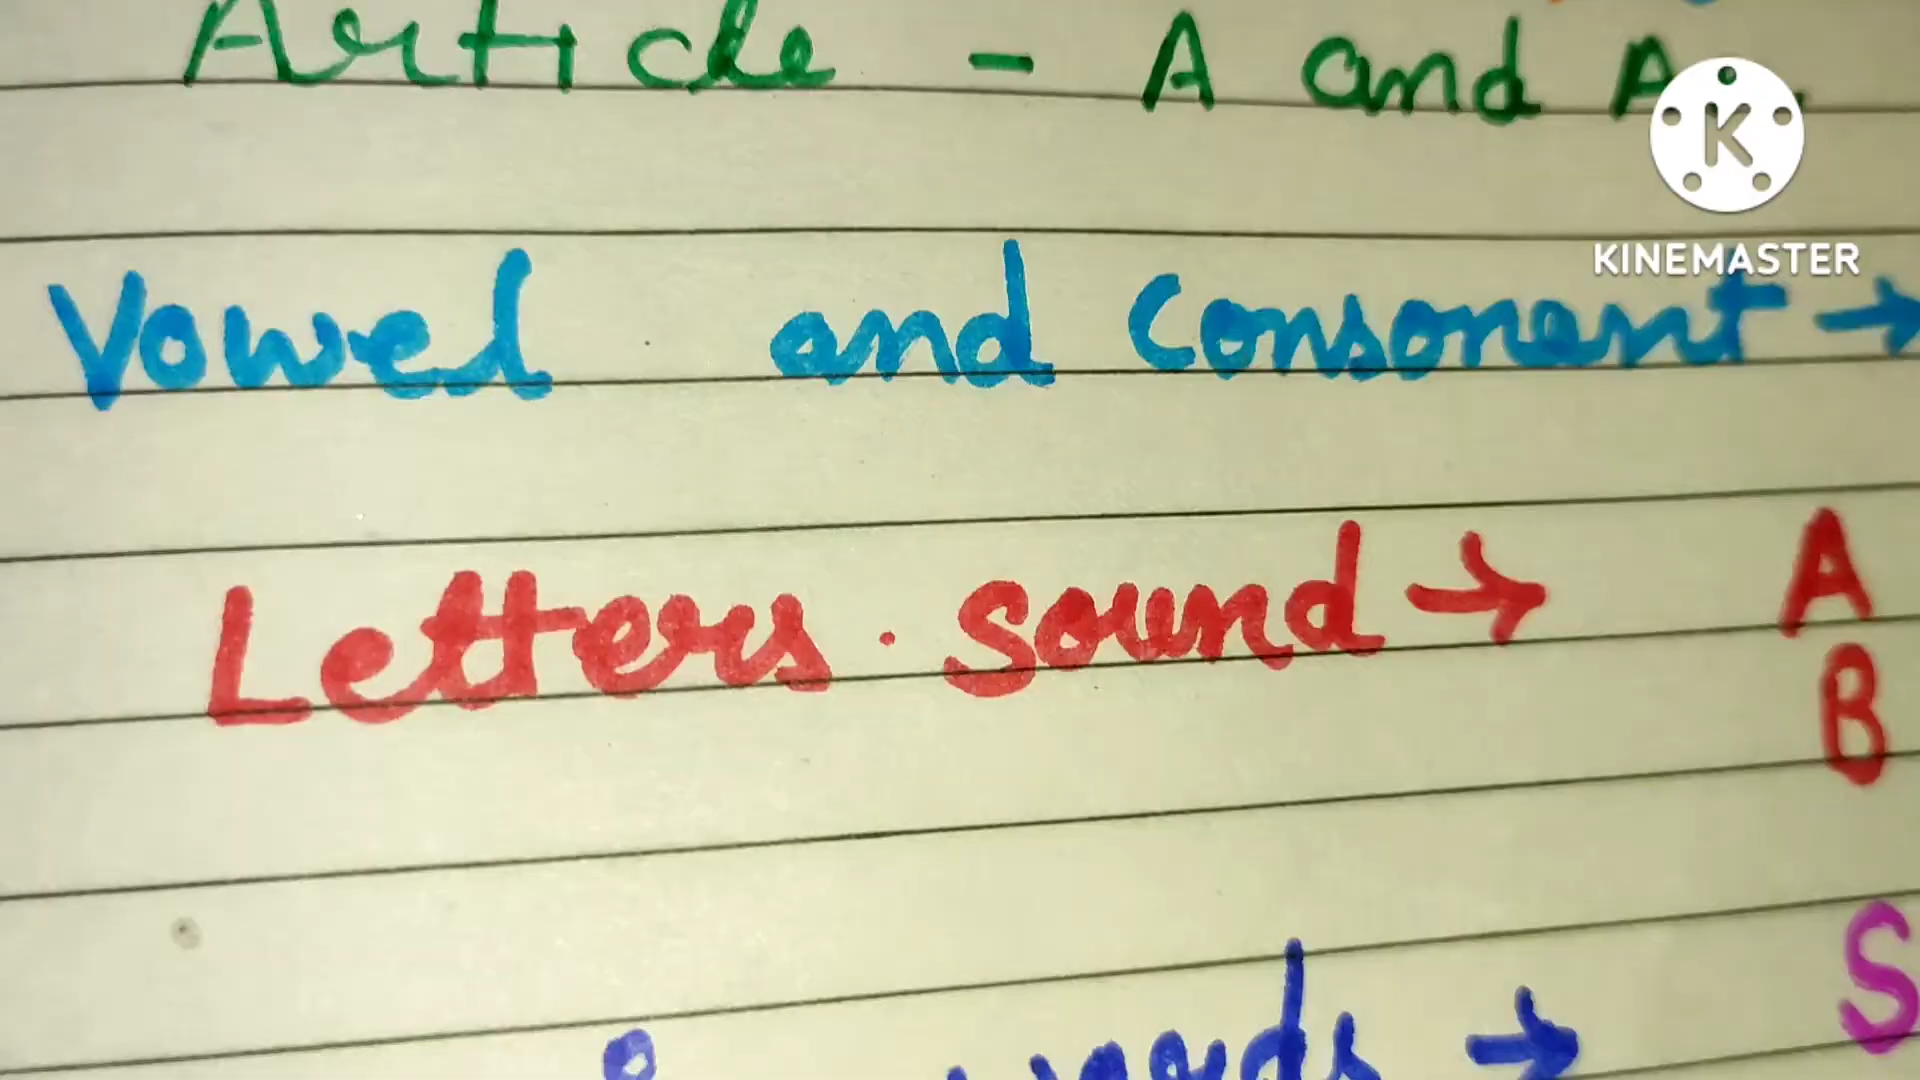 Article - A and A
K
KINEMASTER
Vowel and Consonent →
Letters sound → A
B
S
words →